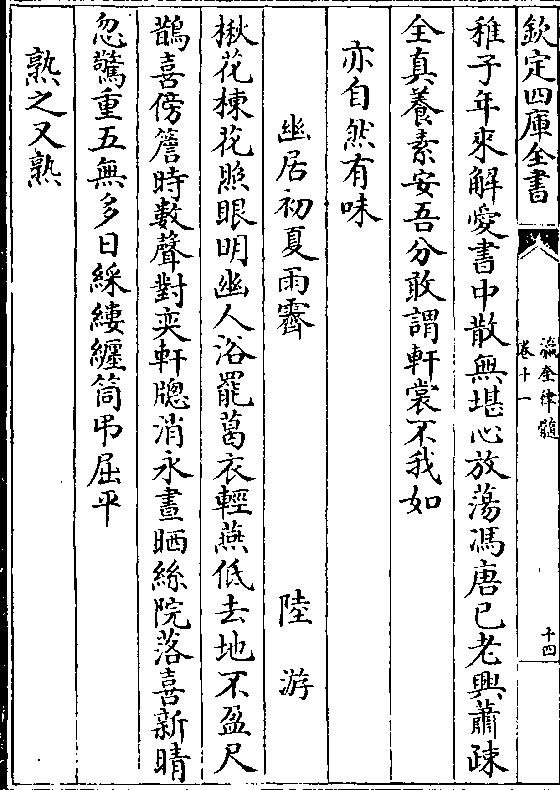 欽定四庫全書
瀛奎律髓
卷十一
十四
稚子年來解愛書中散無堪心放蕩馮唐已老興蕭疎
全真養素安吾分敢謂軒裳不我如
亦自然有味
幽居初夏雨霽
陸游
楸花楝花照眼明幽人浴罷葛衣輕燕低去地不盈尺
鵲喜傍簷時數聲對奕軒牕消永晝晒絲院落喜新晴
忽驚重五無多日綵縷纒筒弔屈平
熟之又熟